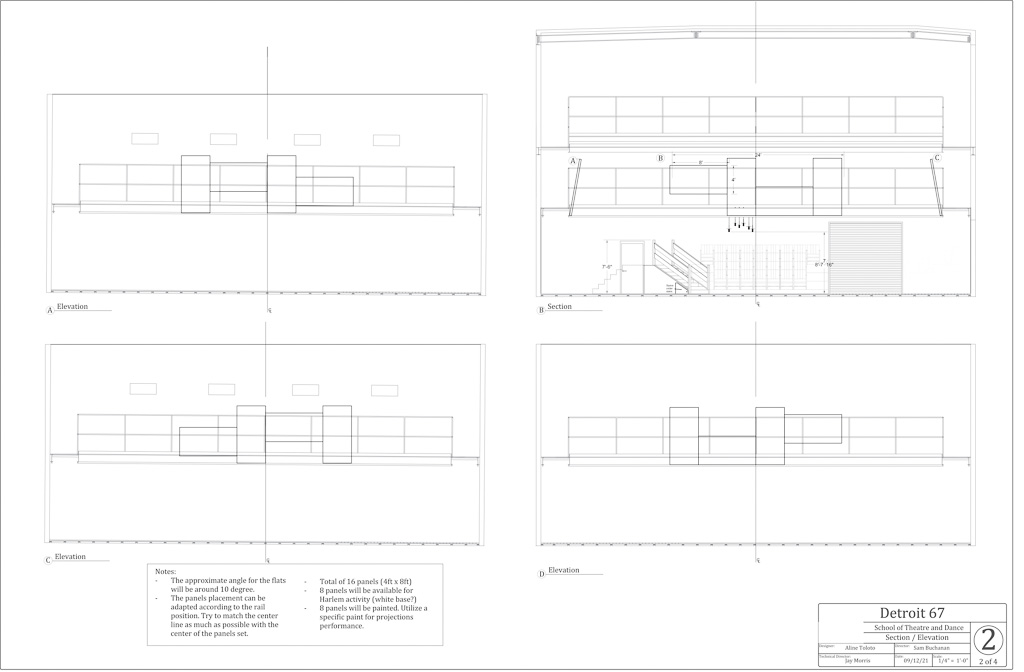 A
Elevation
B
Section
A
B
C
24'
8'
4'
7'-0"
C
Elevation
D
Elevation
Notes:
- The approximate angle for the flats
will be around 10 degree.
- The panels placement can be
adapted according to the rail
position. Try to match the center
line as much as possible with the
center of the panels set.
- Total of 16 panels (4ft x 8ft)
- 8 panels will be available for
Harlem activity (white base?)
- 8 panels will be painted. Utilize a
specific paint for projections
performance.
Detroit 67
School of Theatre and Dance
Section / Elevation
Designer: Aline Toloto
Director: Sam Buchanan
Technical Director: Jay Morris
Date: 09/12/21
Scale: 1/4" = 1'-0"
2
2 of 4